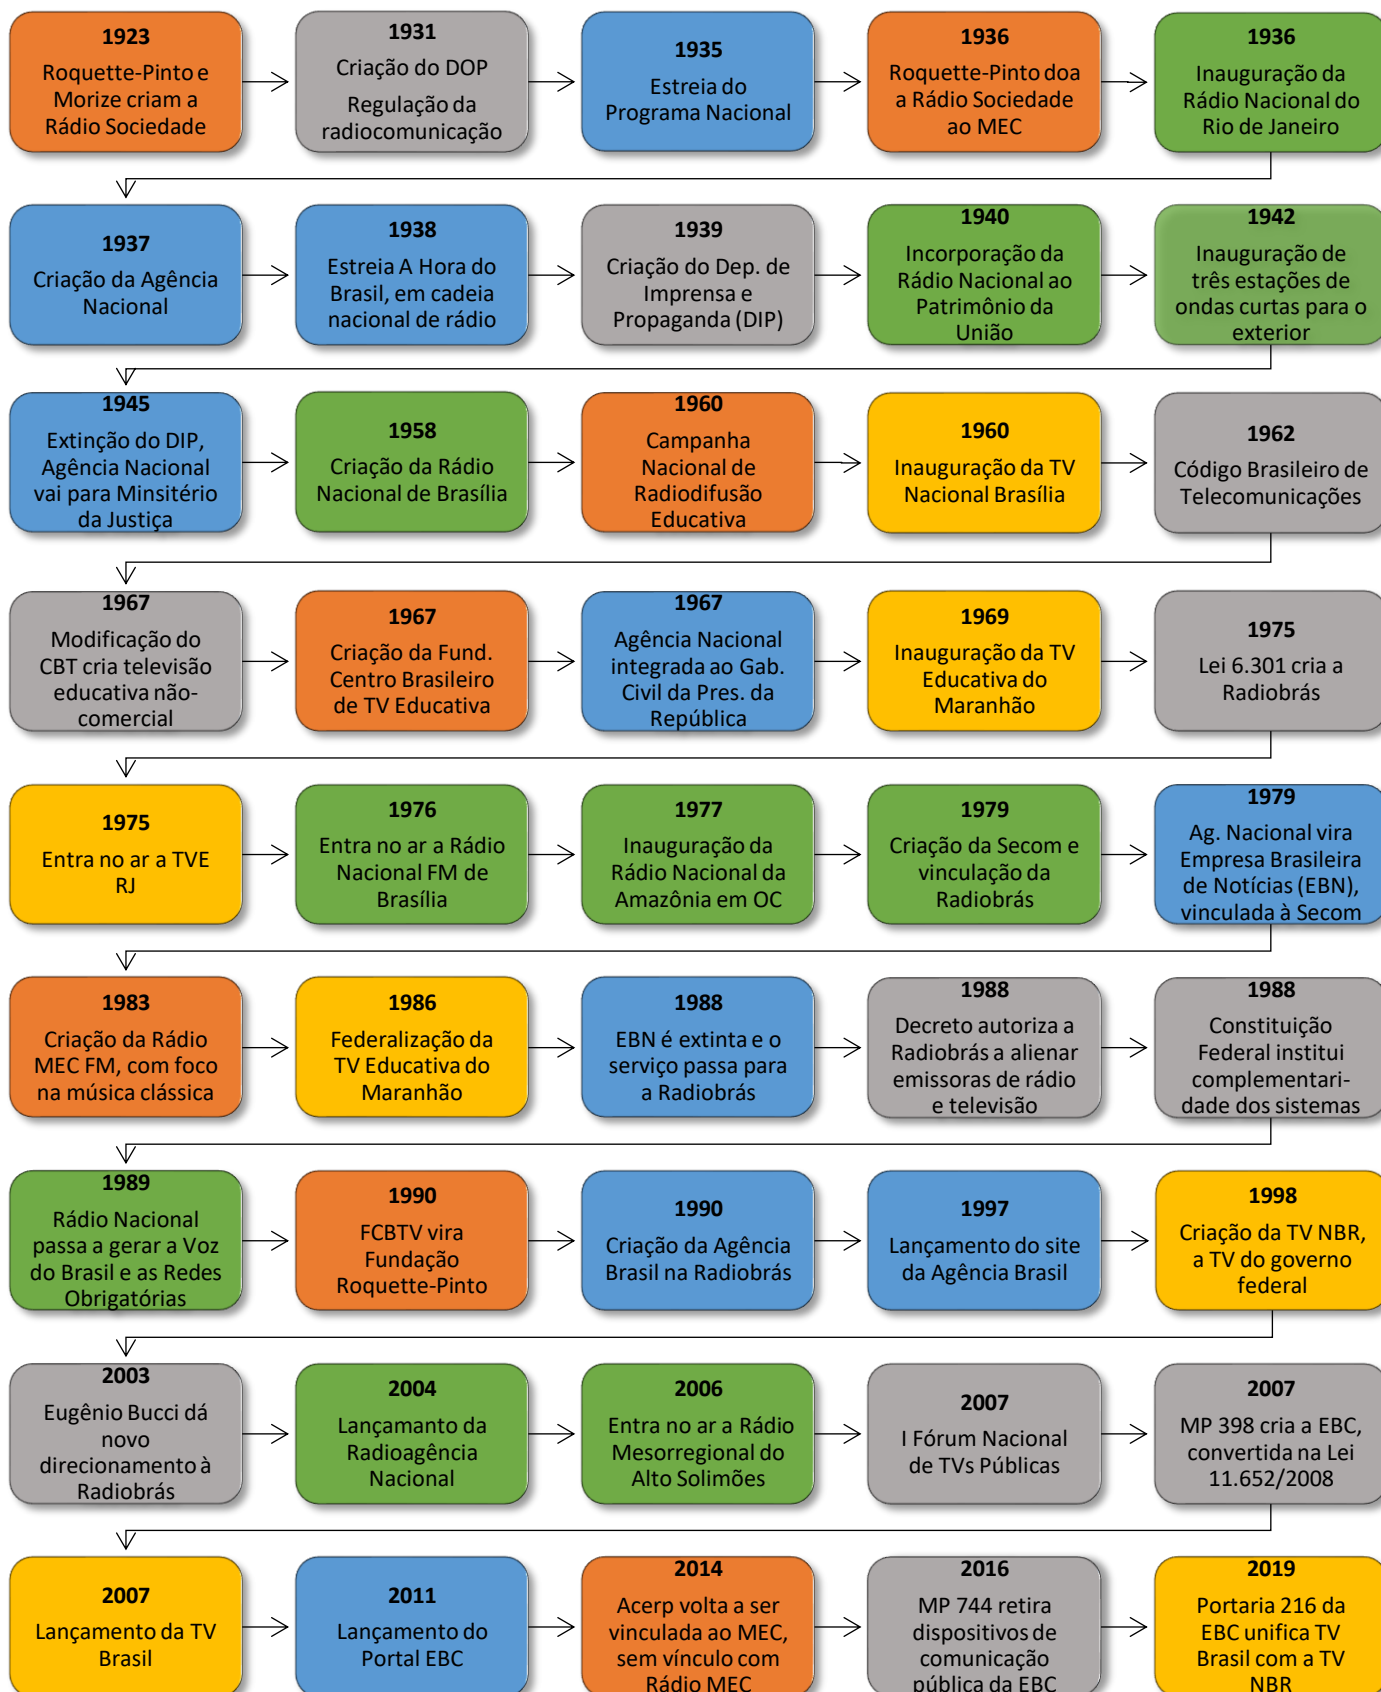 1923
Roquette-Pinto e
Morize criam a
Rádio Sociedade
1931
Criação do DOP
Regulação da
radiocomunicação
1935
Estreia do
Programa Nacional
1936
Roquette-Pinto doa
a Rádio Sociedade
ao MEC
1936
Inauguração da
Rádio Nacional do
Rio de Janeiro
1937
Criação da Agência
Nacional
1938
Estreia A Hora do
Brasil, em cadeia
nacional de rádio
1939
Criação do Dep. de
Imprensa e
Propaganda (DIP)
1940
Incorporação da
Rádio Nacional ao
Patrimônio da
União
1942
Inauguração de
três estações de
ondas curtas para o
exterior
1945
Extinção do DIP,
Agência Nacional
vai para Minsitério
da Justiça
1958
Criação da Rádio
Nacional de Brasília
1960
Campanha
Nacional de
Radiodifusão
Educativa
1960
Inauguração da TV
Nacional Brasília
1962
Código Brasileiro de
Telecomunicações
1967
Modificação do
CBT cria televisão
educativa não-
comercial
1967
Criação da Fund.
Centro Brasileiro
de TV Educativa
1967
Agência Nacional
integrada ao Gab.
Civil da Pres. da
República
1969
Inauguração da TV
Educativa do
Maranhão
1975
Lei 6.301 cria a
Radiobrás
1975
Entra no ar a TVE
RJ
1976
Entra no ar a Rádio
Nacional FM de
Brasília
1977
Inauguração da
Rádio Nacional da
Amazônia em OC
1979
Criação da Secom e
vinculação da
Radiobrás
1979
Ag. Nacional vira
Empresa Brasileira
de Notícias (EBN),
vinculada à Secom
1983
Criação da Rádio
MEC FM, com foco
na música clássica
1986
Federalização da
TV Educativa do
Maranhão
1988
EBN é extinta e o
serviço passa para
a Radiobrás
1988
Decreto autoriza a
Radiobrás a alienar
emissoras de rádio
e televisão
1988
Constituição
Federal institui
complementari-
dade dos sistemas
1989
Rádio Nacional
passa a gerar a Voz
do Brasil e as Redes
Obrigatórias
1990
FCBTV vira
Fundação
Roquette-Pinto
1990
Criação da Agência
Brasil na Radiobrás
1997
Lançamento do site
da Agência Brasil
1998
Criação da TV NBR,
a TV do governo
federal
2003
Eugênio Bucci dá
novo
direcionamento à
Radiobrás
2004
Lançamanto da
Radioagência
Nacional
2006
Entra no ar a Rádio
Mesorregional do
Alto Solimões
2007
I Fórum Nacional
de TVs Públicas
2007
MP 398 cria a EBC,
convertida na Lei
11.652/2008
2007
Lançamento da TV
Brasil
2011
Lançamento do
Portal EBC
2014
Acerp volta a ser
vinculada ao MEC,
sem vínculo com
Rádio MEC
2016
MP 744 retira
dispositivos de
comunicação
pública da EBC
2019
Portaria 216 da
EBC unifica TV
Brasil com a TV
NBR